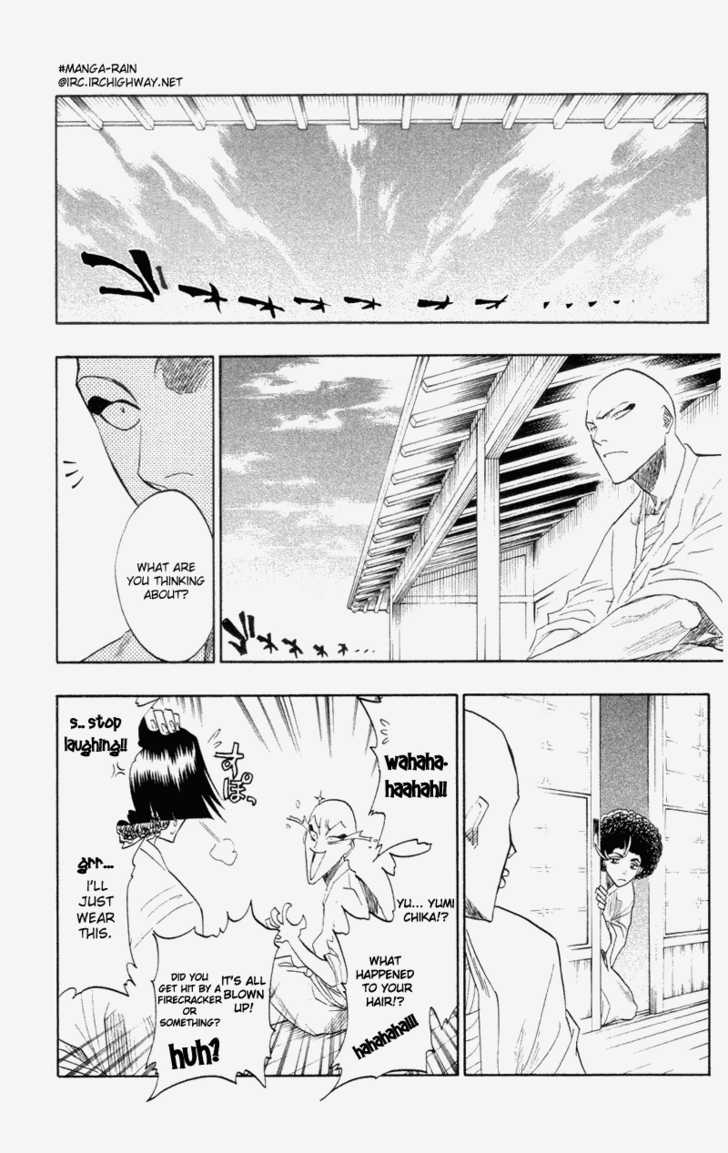 #MANGA-RAIN
@IRC.IRCHIGHWAY.NET
WHAT ARE
YOU THINKING
ABOUT?
s.. stop
laughing!!
すぽ、
wahaha-
haahah!!
grr...
I'LL
JUST
WEAR
THIS.
YU... YUMI
CHIKA!?
WHAT
HAPPENED
TO YOUR
HAIR!?
hahahaha!!!
IT'S ALL
BLOWN
UP!
DID YOU
GET HIT BY A
FIRECRACKER
OR
SOMETHING?
huh?